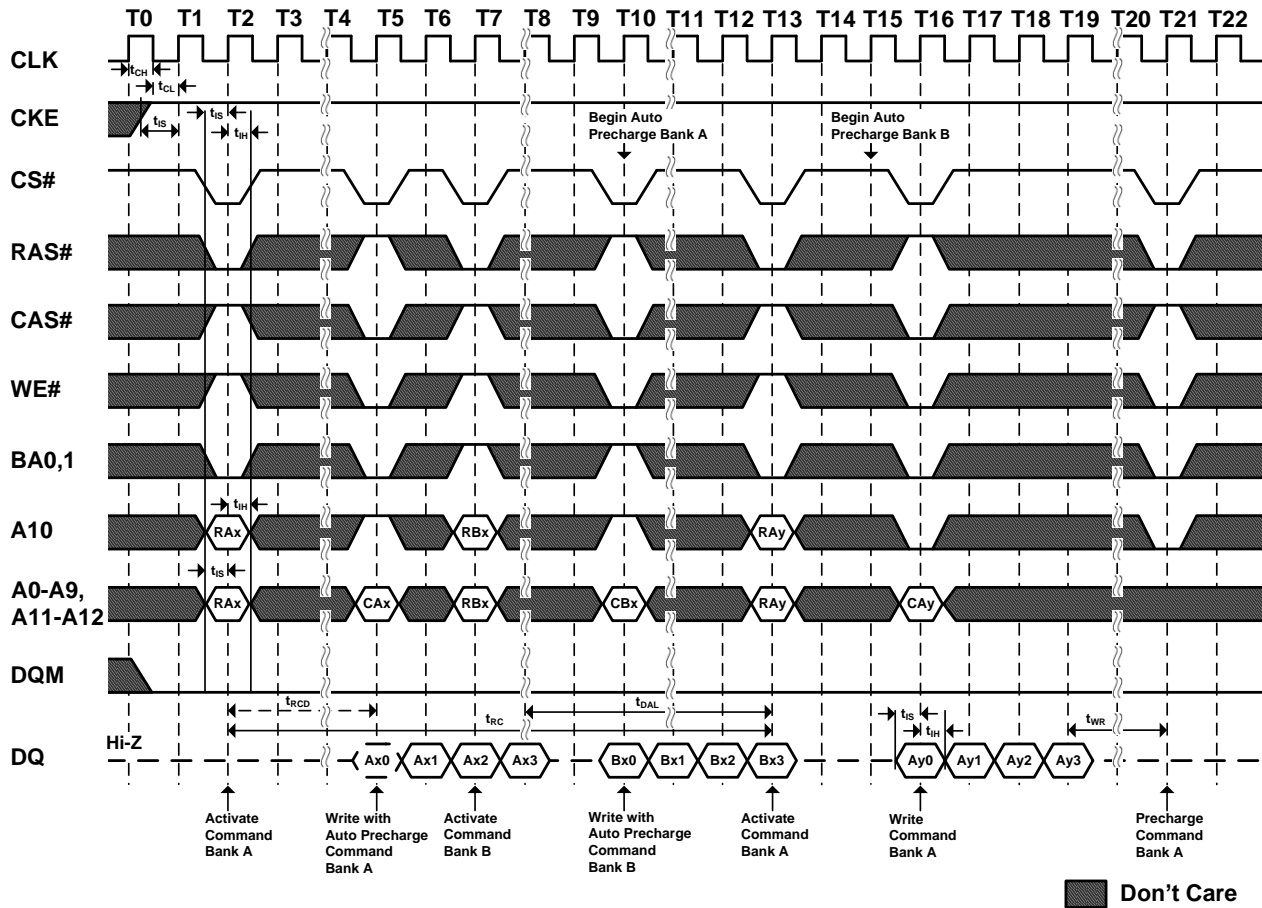 T0 T1 T2 T3 T4 T5 T6 T7 T8 T9 T10 T11 T12 T13 T14 T15 T16 T17 T18 T19 T20 T21 T22
CLK
tCH
tCL
CKE
tIS
tIS
tIH
Begin Auto
Precharge Bank A
Begin Auto
Precharge Bank B
CS#
RAS#
CAS#
WE#
BA0,1
tIH
A10
RAx RBx RAy
tIS
A0-A9,
A11-A12
RAx CAx RBx CBx RAy CAy
DQM
tRCD
tRC
tDAL
tIS
tIH
tWR
Hi-Z
DQ
Ax0 Ax1 Ax2 Ax3 Bx0 Bx1 Bx2 Bx3 Ay0 Ay1 Ay2 Ay3
Activate
Command
Bank A
Write with
Auto Precharge
Command
Bank A
Activate
Command
Bank B
Write with
Auto Precharge
Command
Bank B
Activate
Command
Bank A
Write
Command
Bank A
Precharge
Command
Bank A
Don't Care